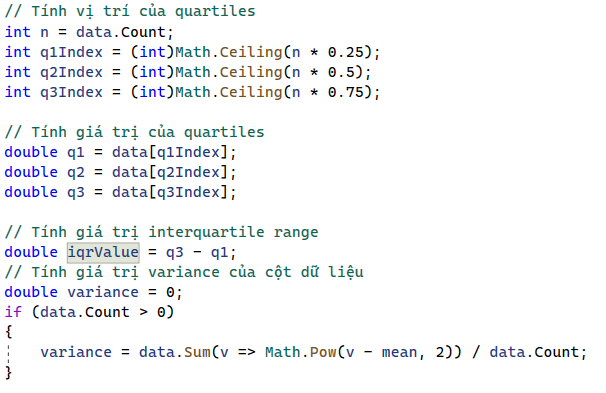 // Tính vị trí của quartiles
int n = data.Count;
int q1Index = (int)Math.Ceiling(n * 0.25);
int q2Index = (int)Math.Ceiling(n * 0.5);
int q3Index = (int)Math.Ceiling(n * 0.75);

// Tính giá trị của quartiles
double q1 = data[q1Index];
double q2 = data[q2Index];
double q3 = data[q3Index];

// Tính giá trị interquartile range
double iqrValue = q3 - q1;
// Tính giá trị variance của cột dữ liệu
double variance = 0;
if (data.Count > 0)
{
    variance = data.Sum(v => Math.Pow(v - mean, 2)) / data.Count;
}